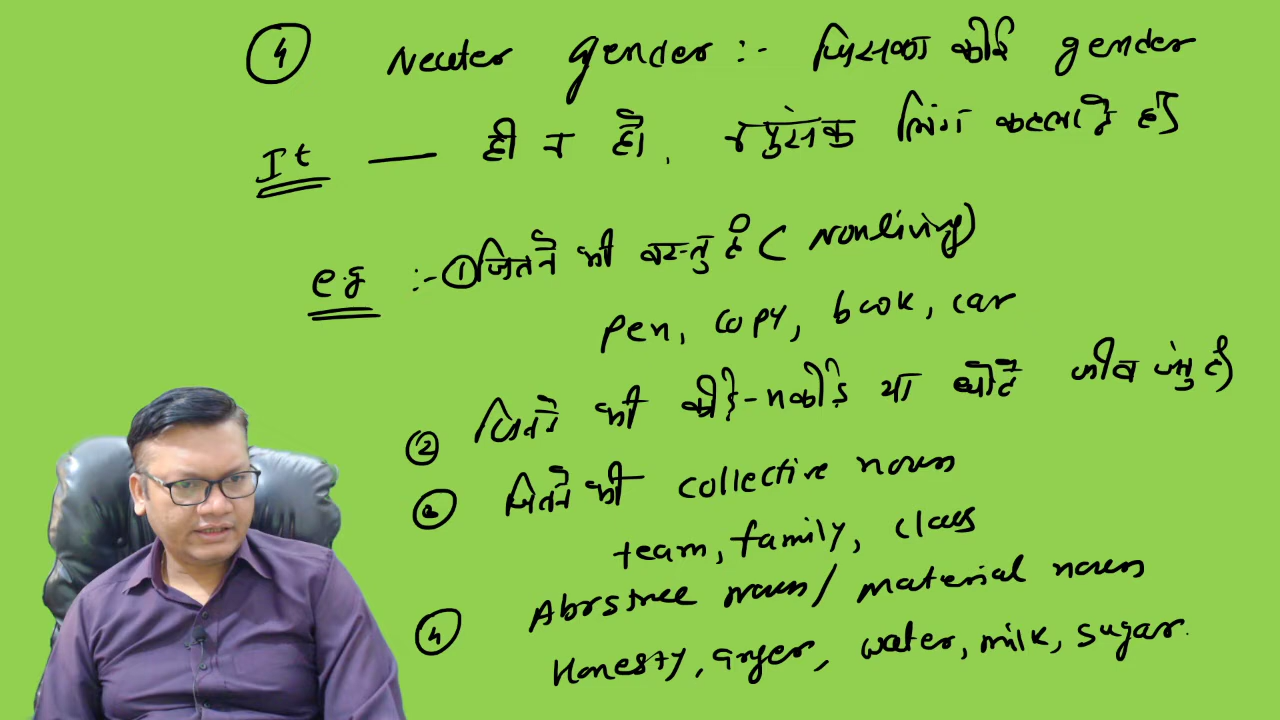 ④ Neuter gender :- जिसका कोई gender
It — ही न हो, नपुंसक लिंग कहलाते हैं
e.g :- ① जितने भी वस्तु है (Nonliving)
Pen, copy, book, car
② जितने भी कीड़े-मकोड़े या छोटे जीव जंतु है
③ जितने भी collective noun
team, family, class
④ Abrstree noun / material noun
Honesty, anger, water, milk, sugar.